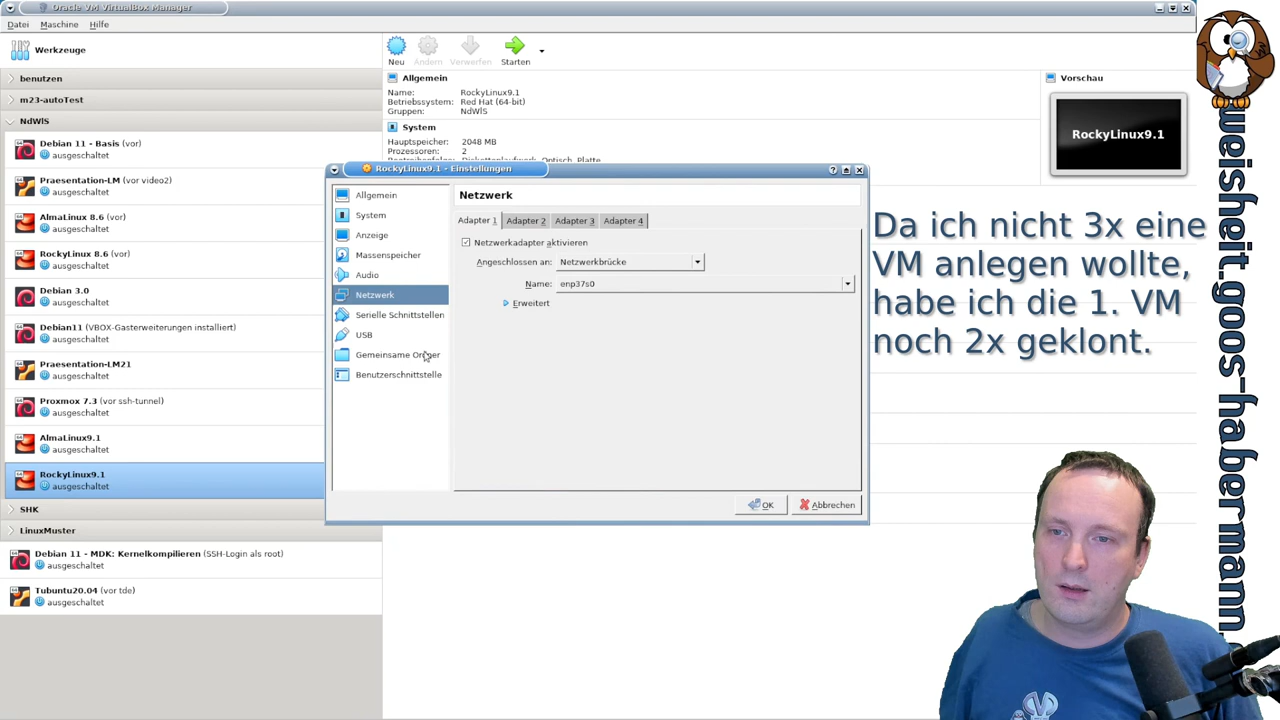 Oracle VM VirtualBox Manager
Datei Maschine Hilfe
Werkzeuge
benutzen
m23-autoTest
NdWlS
Debian 11 - Basis (vor)
ausgeschaltet
Praesentation-LM (vor video2)
ausgeschaltet
AlmaLinux 8.6 (vor)
ausgeschaltet
RockyLinux 8.6 (vor)
ausgeschaltet
Debian 3.0
ausgeschaltet
Debian11 (VBOX-Gasterweiterungen installiert)
ausgeschaltet
Praesentation-LM21
ausgeschaltet
Proxmox 7.3 (vor ssh-tunnel)
ausgeschaltet
AlmaLinux9.1
ausgeschaltet
RockyLinux9.1
ausgeschaltet
SHK
LinuxMuster
Debian 11 - MDK: Kernelkompilieren (SSH-Login als root)
ausgeschaltet
Tubuntu20.04 (vor tde)
ausgeschaltet
Neu Ändern Verwerfen Starten
Allgemein
Name: RockyLinux9.1
Betriebssystem: Red Hat (64-bit)
Gruppen: NdWlS
System
Hauptspeicher: 2048 MB
Prozessoren: 2
Diskettenlaufwerk, Optisch, Platte
Vorschau
RockyLinux9.1
RockyLinux9.1 - Einstellungen
Allgemein
System
Anzeige
Massenspeicher
Audio
Netzwerk
Serielle Schnittstellen
USB
Gemeinsame Ordner
Benutzerschnittstelle
Netzwerk
Adapter 1 Adapter 2 Adapter 3 Adapter 4
Netzwerkadapter aktivieren
Angeschlossen an: Netzwerkbrücke
Name: enp37s0
Erweitert
OK Abbrechen
Da ich nicht 3x eine
VM anlegen wollte,
habe ich die 1. VM
noch 2x geklont.
weisheit.goos-habermann.